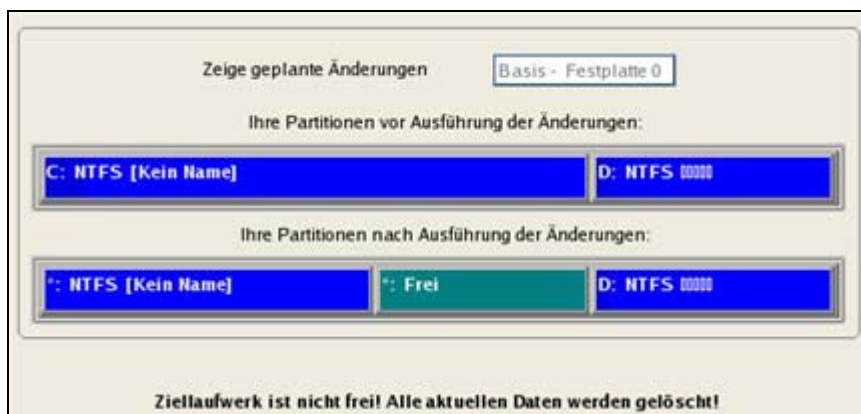 Zeige geplante Änderungen Basis - Festplatte 0
Ihre Partitionen vor Ausführung der Änderungen:
C: NTFS [Kein Name] D: NTFS
Ihre Partitionen nach Ausführung der Änderungen:
*: NTFS [Kein Name] *: Frei D: NTFS
Ziellaufwerk ist nicht frei! Alle aktuellen Daten werden gelöscht!